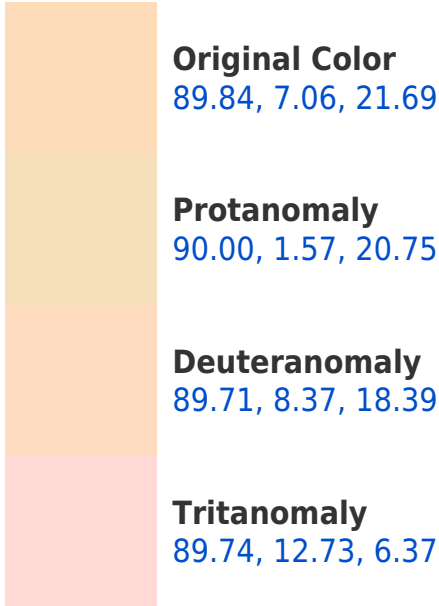 Original Color
89.84, 7.06, 21.69
Protanomaly
90.00, 1.57, 20.75
Deuteranomaly
89.71, 8.37, 18.39
Tritanomaly
89.74, 12.73, 6.37